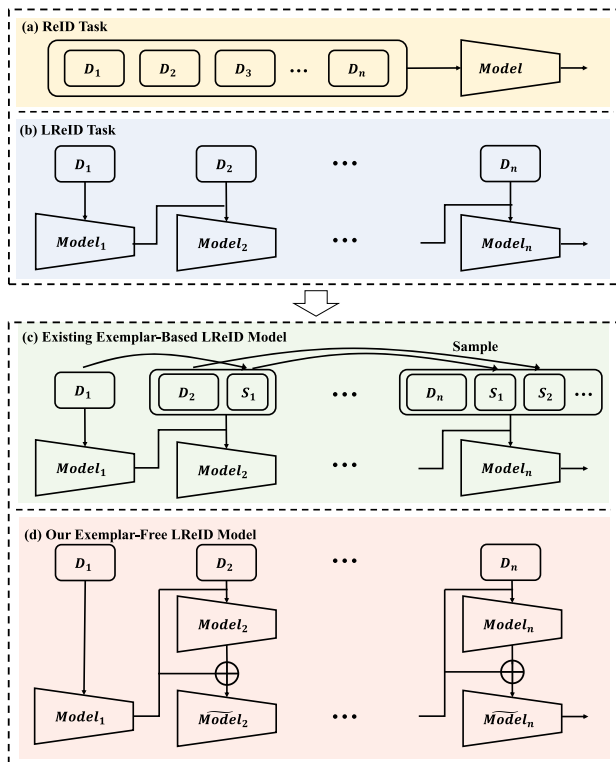 (a) ReID Task
D₁ D₂ D₃ ··· Dₙ Model
(b) LReID Task
D₁ D₂ ··· Dₙ
Model₁ Model₂ ··· Modelₙ
(c) Existing Exemplar-Based LReID Model
Sample
D₁ D₂ S₁ ··· Dₙ S₁ S₂ ···
Model₁ Model₂ ··· Modelₙ
(d) Our Exemplar-Free LReID Model
D₁ D₂ ··· Dₙ
Model₂ Modelₙ
Model₁ M͠odel₂ ··· M͠odelₙ